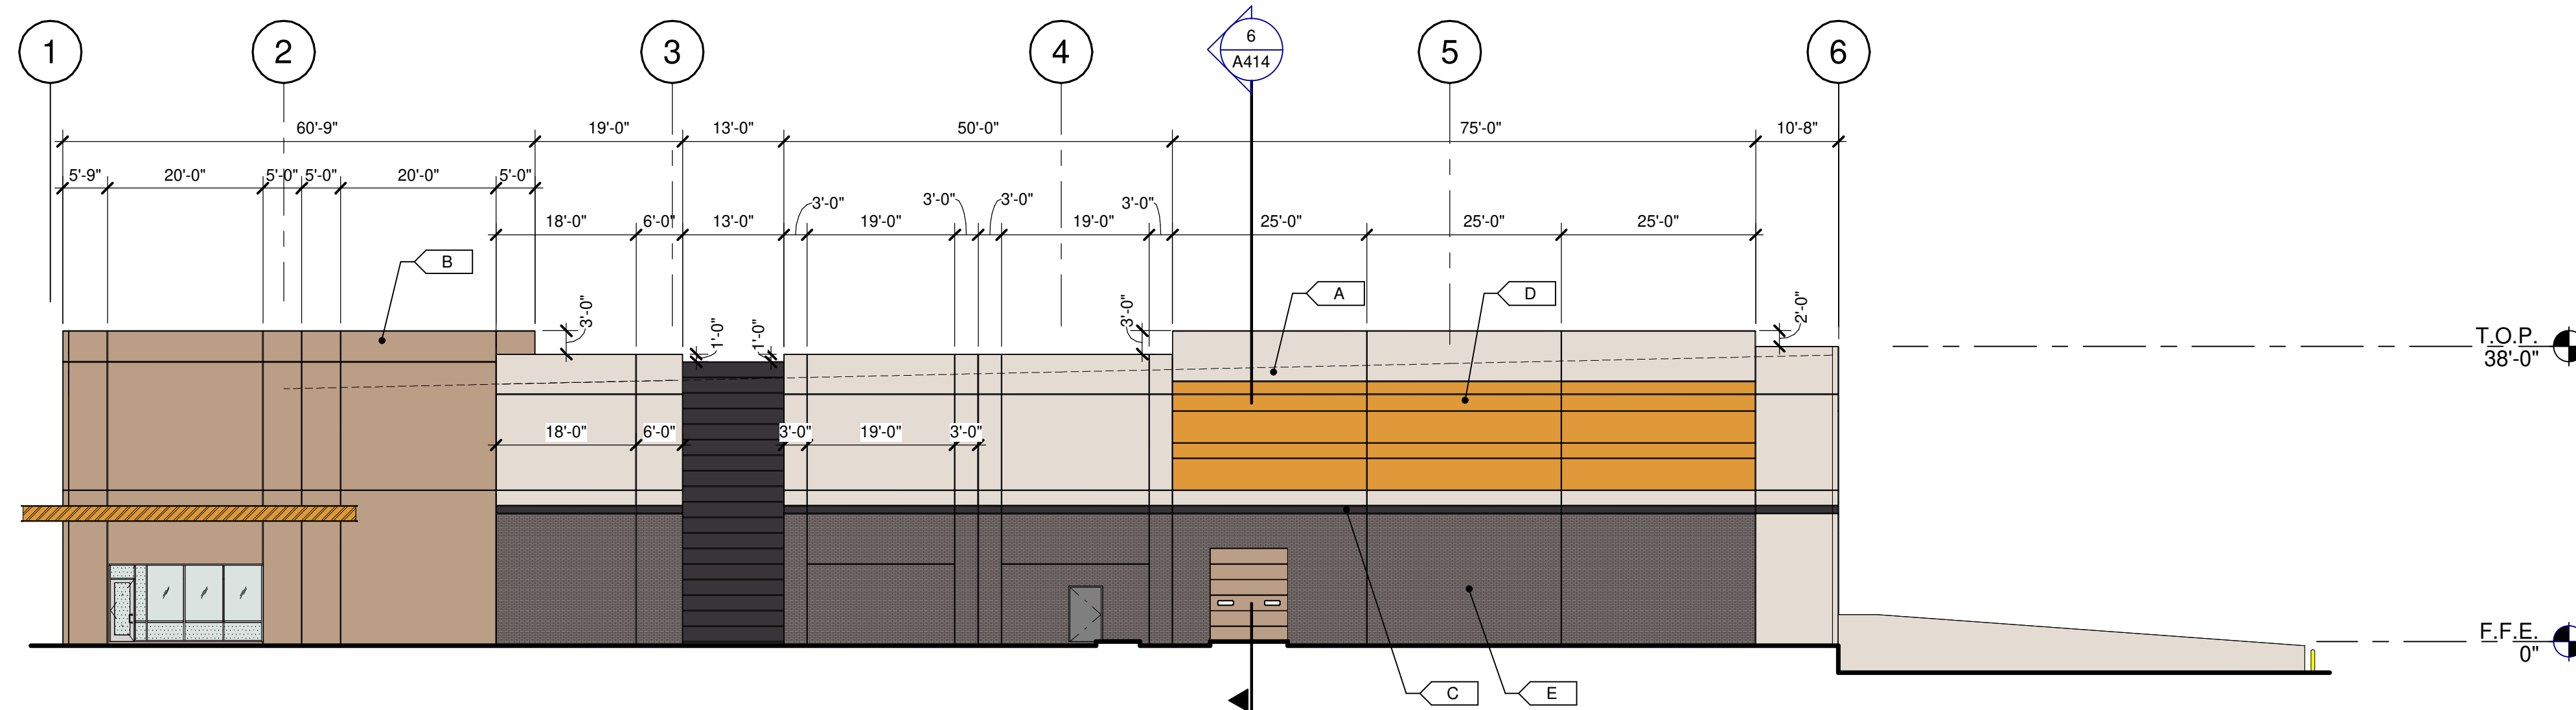 1 2 3 4 6 5 6
A414
60'-9" 19'-0" 13'-0" 50'-0" 75'-0" 10'-8"
5'-9" 20'-0" 5'-0" 5'-0" 20'-0" 5'-0"
3'-0" 3'-0" 3'-0" 3'-0"
18'-0" 6'-0" 13'-0" 19'-0" 19'-0" 25'-0" 25'-0" 25'-0"
B
A D
3'-0" 3'-0" 2'-0"
1'-0" 1'-0"
T.O.P.
38'-0"
18'-0" 6'-0" 3'-0" 19'-0" 3'-0"
F.F.E.
0"
C E